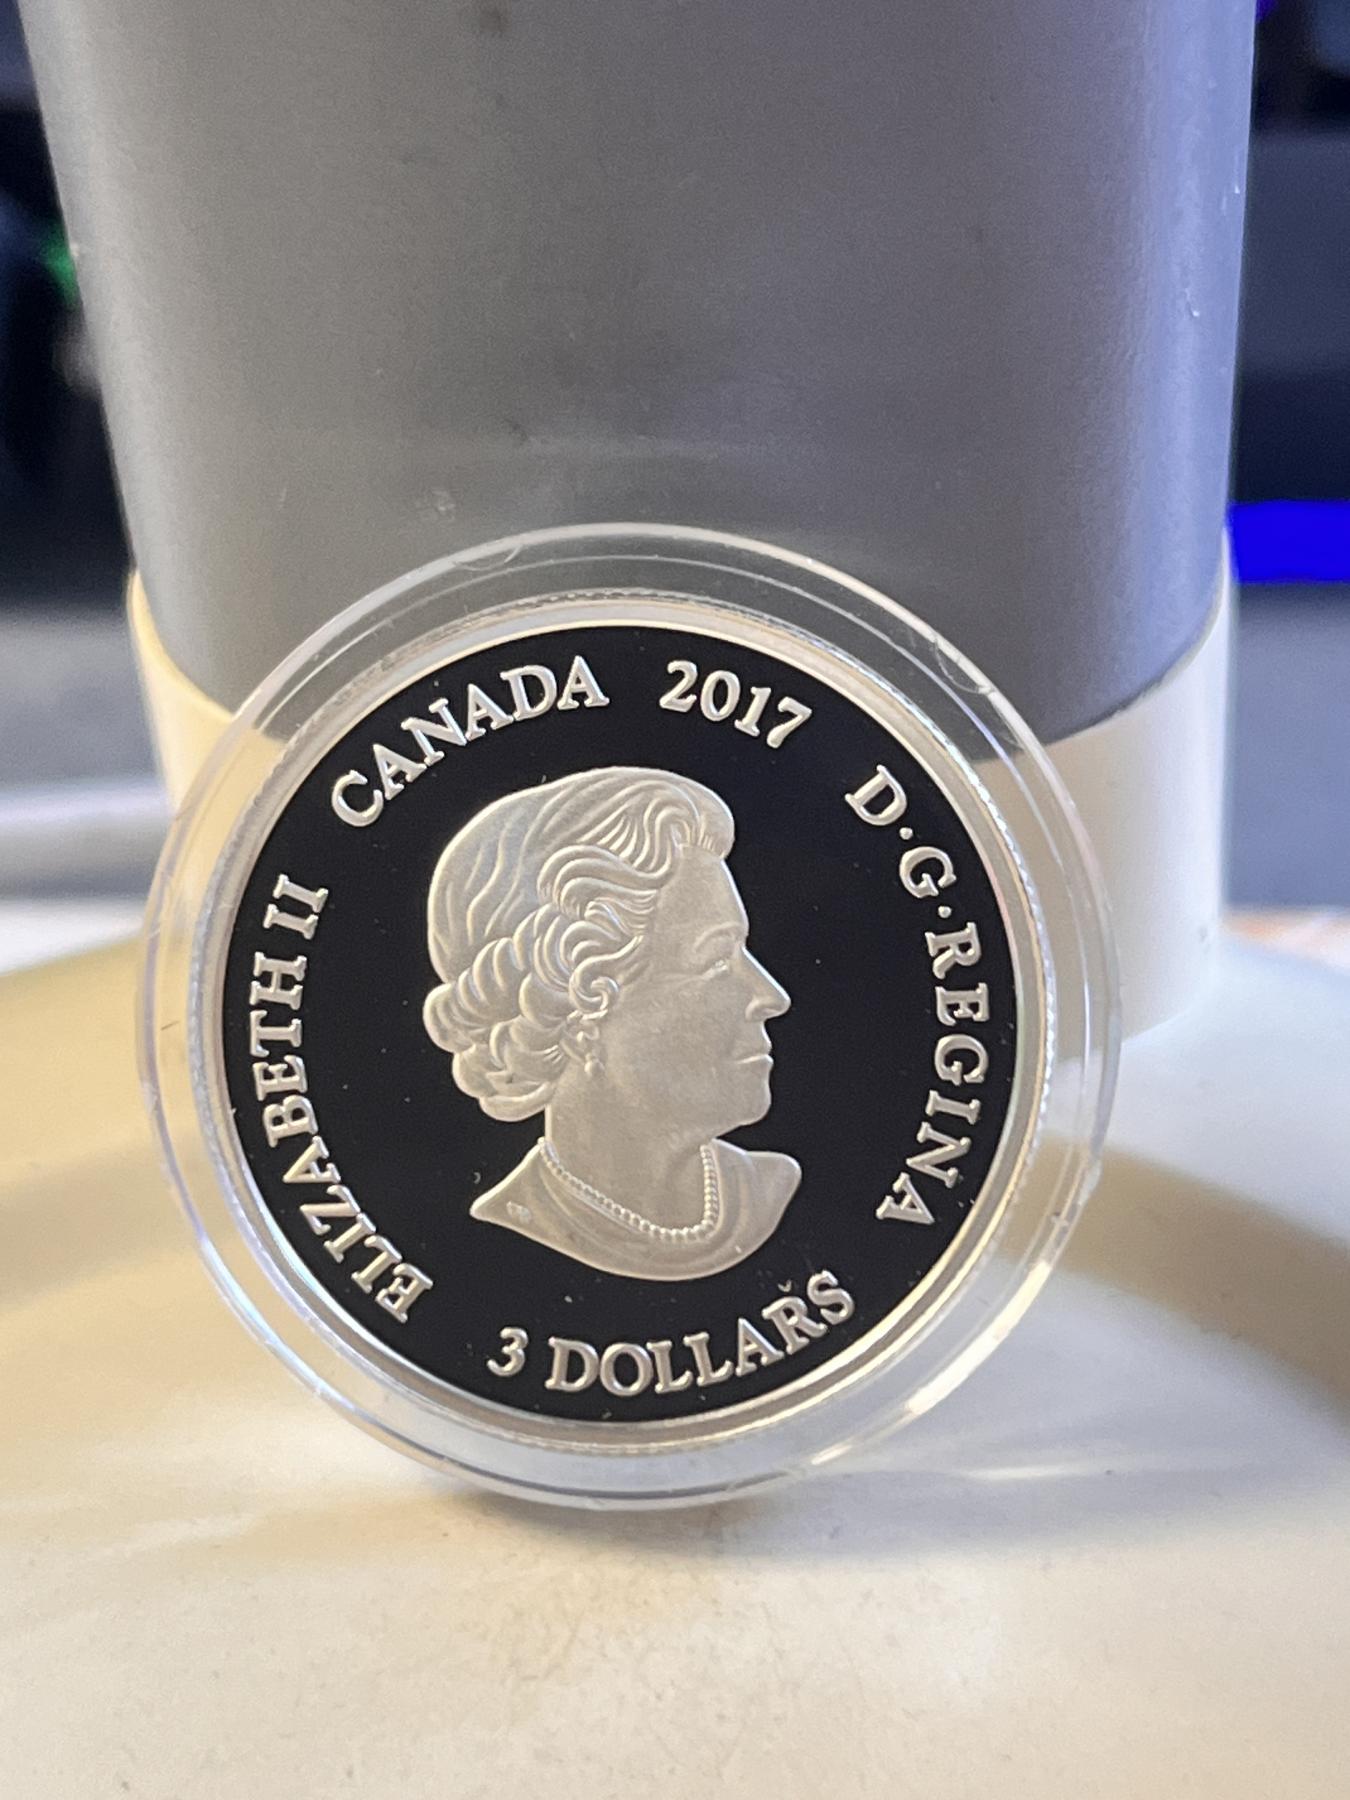 ELIZABETH II CANADA 2017 D·G·REGINA
3 DOLLARS